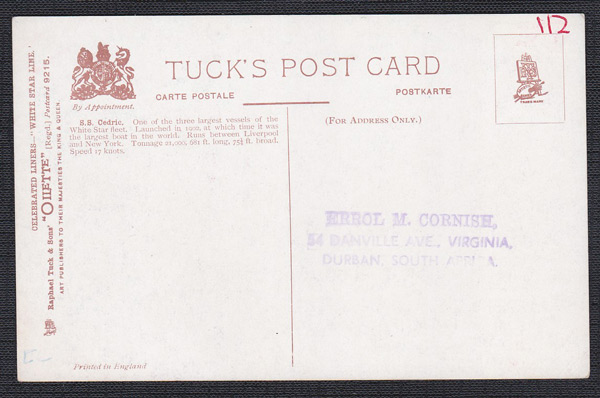 112
TUCK'S POST CARD
CARTE POSTALE
POSTKARTE
By Appointment.
(FOR ADDRESS ONLY.)
TRADE MARK
S.S. Cedric. One of the three largest vessels of the
White Star fleet. Launched in 1902, at which time it was
the largest boat in the world. Runs between Liverpool
and New York. Tonnage 21,000, 681 ft. long, 75¼ ft. broad.
Speed 17 knots.
CELEBRATED LINERS.—"WHITE STAR LINE."
Raphael Tuck & Sons' "OILETTE" (Regd.) Postcard 9215.
ART PUBLISHERS TO THEIR MAJESTIES THE KING & QUEEN.
ERROL M. CORNISH,
54 DANVILLE AVE., VIRGINIA,
DURBAN, SOUTH AFRICA.
Printed in England